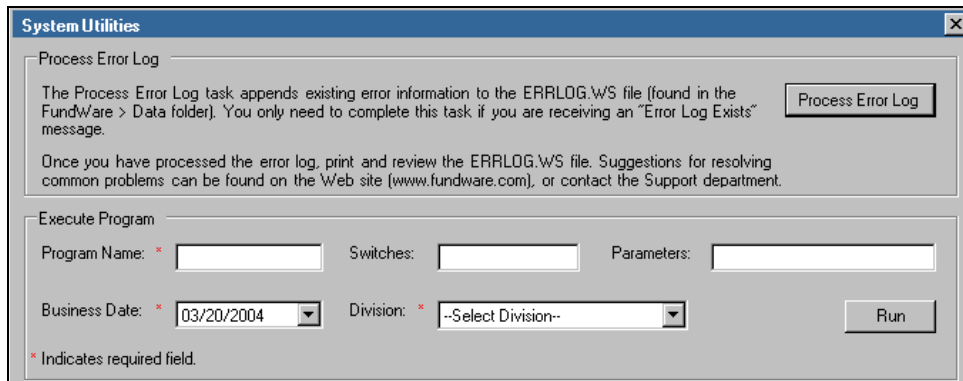 System Utilities
Process Error Log
The Process Error Log task appends existing error information to the ERRLOG.WS file (found in the
FundWare > Data folder). You only need to complete this task if you are receiving an "Error Log Exists"
message.
Process Error Log
Once you have processed the error log, print and review the ERRLOG.WS file. Suggestions for resolving
common problems can be found on the Web site (www.fundware.com), or contact the Support department.
Execute Program
Program Name: * Switches: Parameters:
Business Date: * 03/20/2004 Division: * --Select Division-- Run
* Indicates required field.